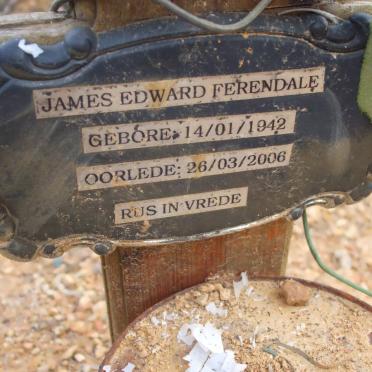 JAMES EDWARD FERENDALE
GEBORE: 14/01/1942
OORLEDE: 26/03/2006
RUS IN VREDE